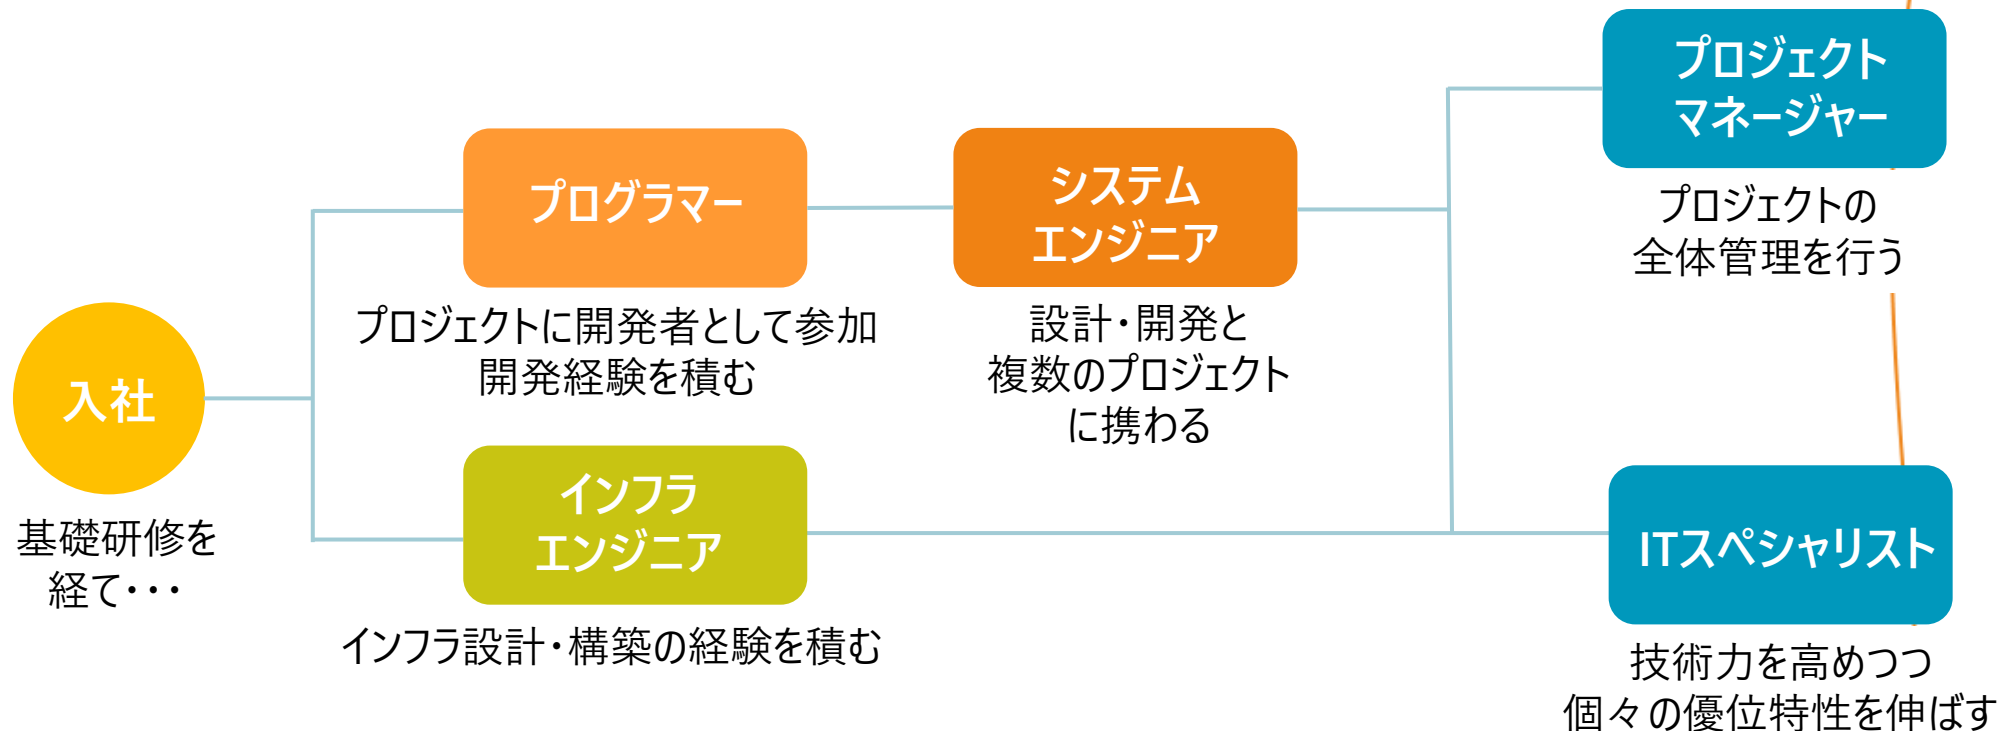 入社
基礎研修を
経て・・・
プログラマー
プロジェクトに開発者として参加
開発経験を積む
インフラ
エンジニア
インフラ設計・構築の経験を積む
システム
エンジニア
設計・開発と
複数のプロジェクト
に携わる
プロジェクト
マネージャー
プロジェクトの
全体管理を行う
ITスペシャリスト
技術力を高めつつ
個々の優位特性を伸ばす